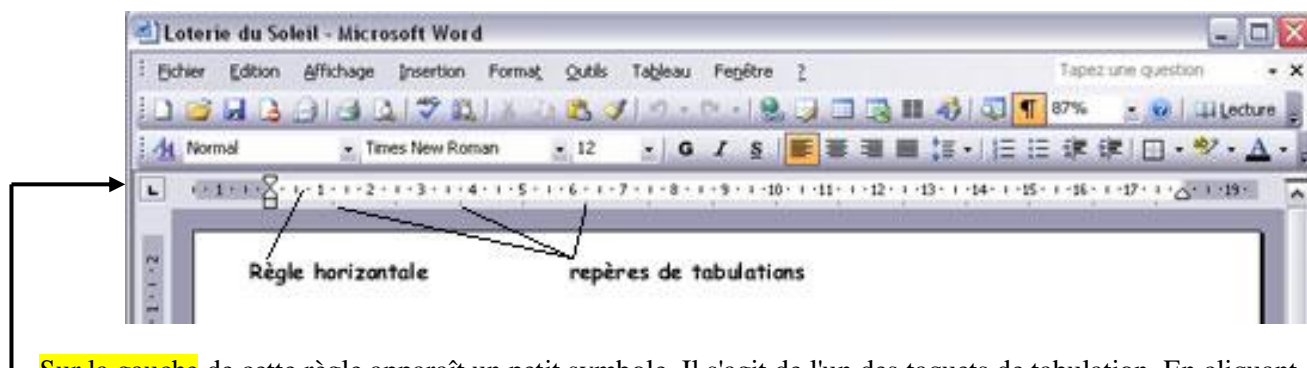 Loterie du Soleil - Microsoft Word
Fichier Edition Affichage Insertion Format Outils Tableau Fenêtre ? Tapez une question
87% Lecture
Normal Times New Roman 12 G I S
1 1 2 3 4 5 6 7 8 9 10 11 12 13 14 15 16 17 19
2
1
Règle horizontale repères de tabulations
Sur la gauche de cette règle apparaît un petit symbole. Il s'agit de l'un des taquets de tabulation. En cliquant